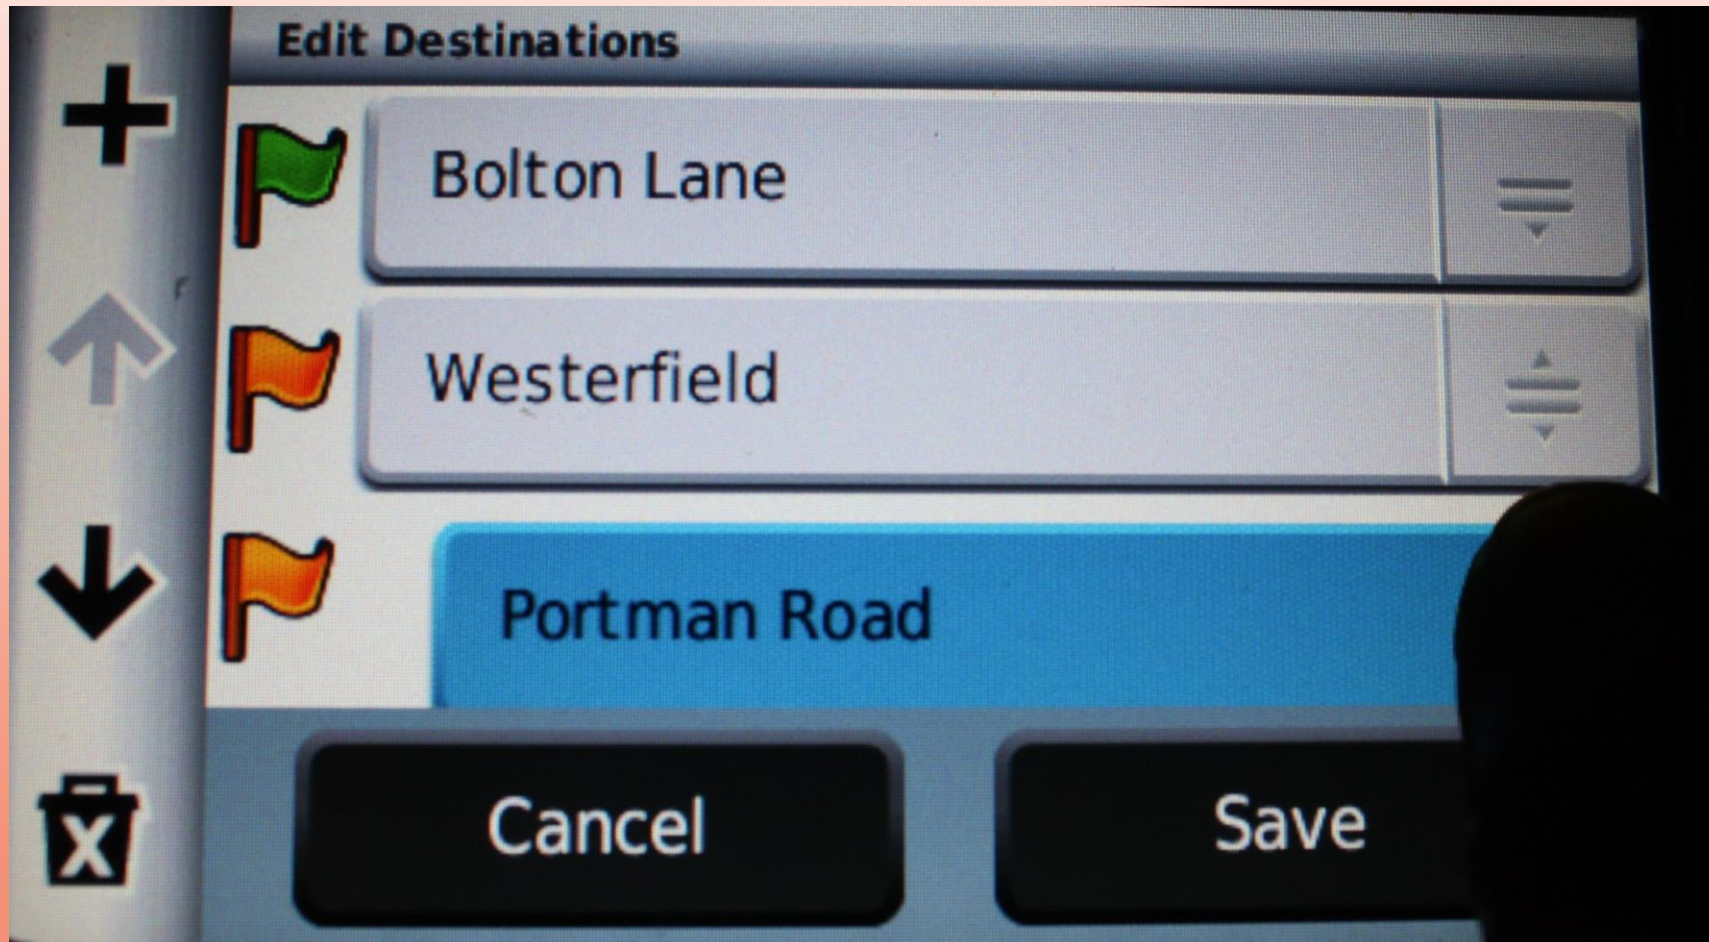 Edit Destinations
Bolton Lane
Westerfield
Portman Road
Cancel
Save